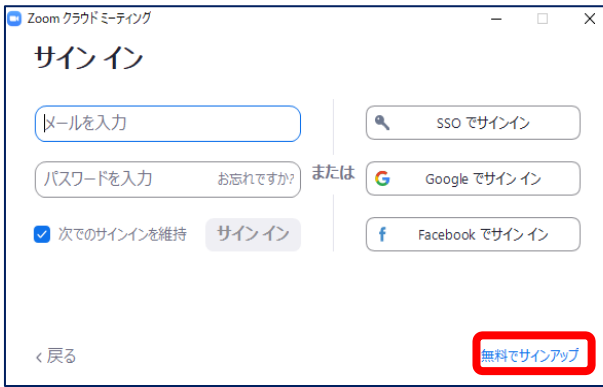 Zoom クラウド ミーティング
サイン イン
メールを入力
パスワードを入力 お忘れですか?
次でのサインインを維持 サイン イン
または
SSO でサインイン
Google でサイン イン
Facebook でサイン イン
< 戻る
無料でサインアップ